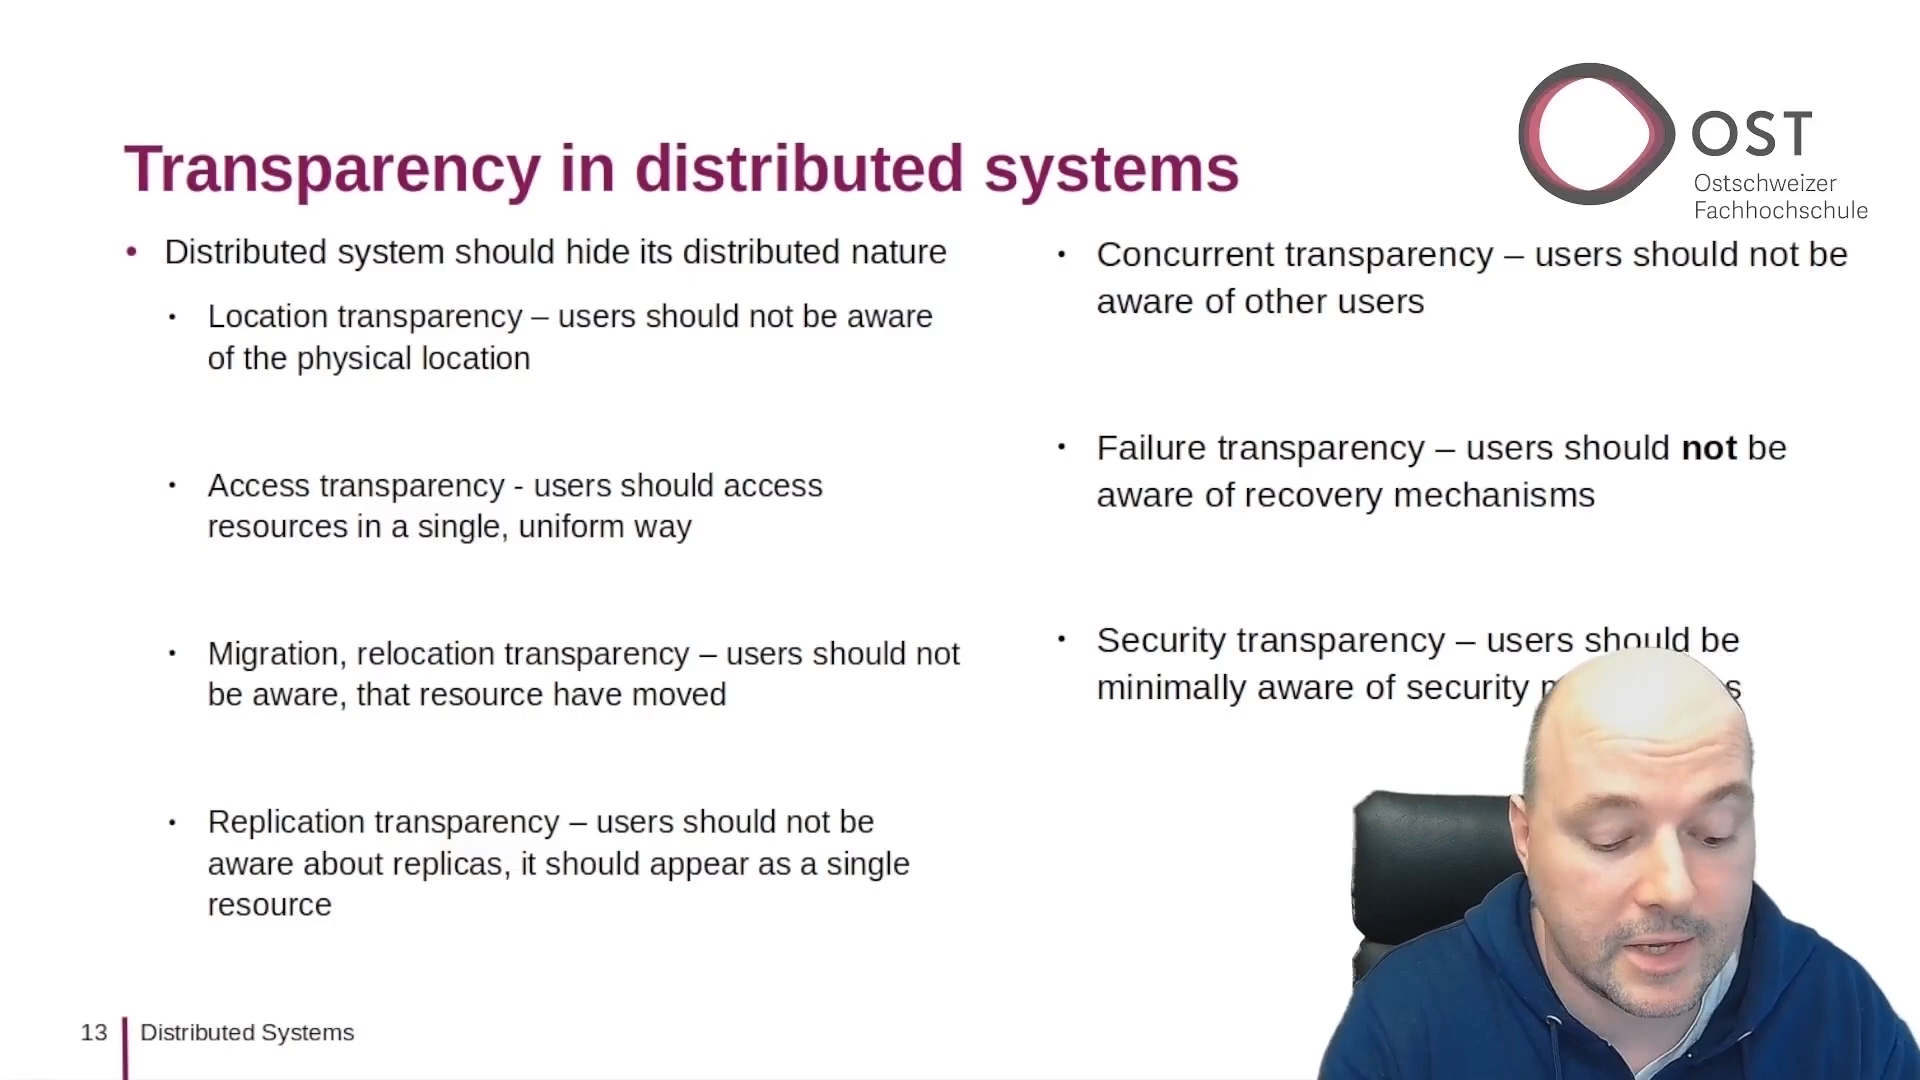 OST
Ostschweizer
Fachhochschule
Transparency in distributed systems
• Distributed system should hide its distributed nature
• Location transparency – users should not be aware
of the physical location
• Access transparency - users should access
resources in a single, uniform way
• Migration, relocation transparency – users should not
be aware, that resource have moved
• Replication transparency – users should not be
aware about replicas, it should appear as a single
resource
• Concurrent transparency – users should not be
aware of other users
• Failure transparency – users should not be
aware of recovery mechanisms
• Security transparency – users should be
minimally aware of security
13
Distributed Systems